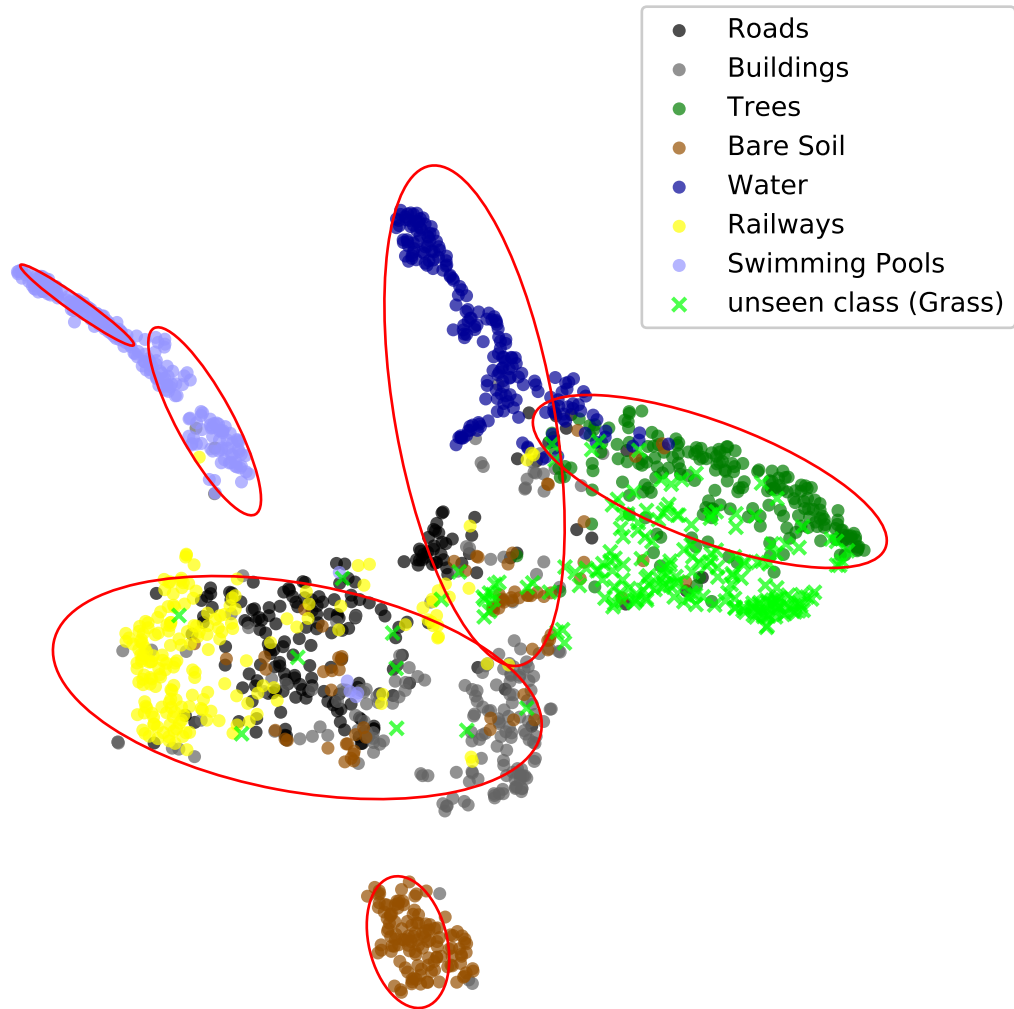 Roads
Buildings
Trees
Bare Soil
Water
Railways
Swimming Pools
unseen class (Grass)